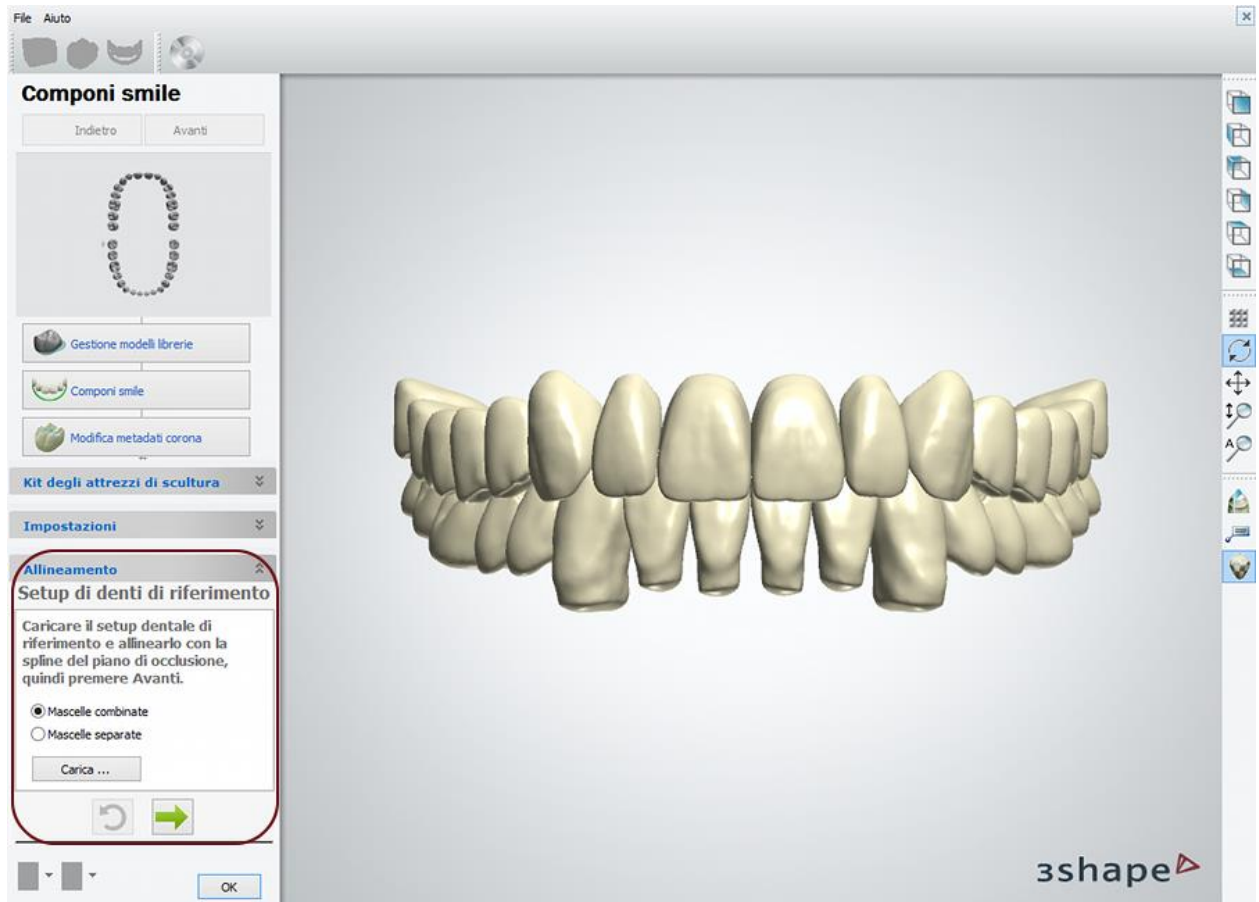 File Aiuto
Componi smile
Indietro Avanti
Gestione modelli librerie
Componi smile
Modifica metadati corona
Kit degli attrezzi di scultura
Impostazioni
Allineamento
Setup di denti di riferimento
Caricare il setup dentale di
riferimento e allinearlo con la
spline del piano di occlusione,
quindi premere Avanti.
Mascelle combinate
Mascelle separate
Carica ...
OK
A
3shape